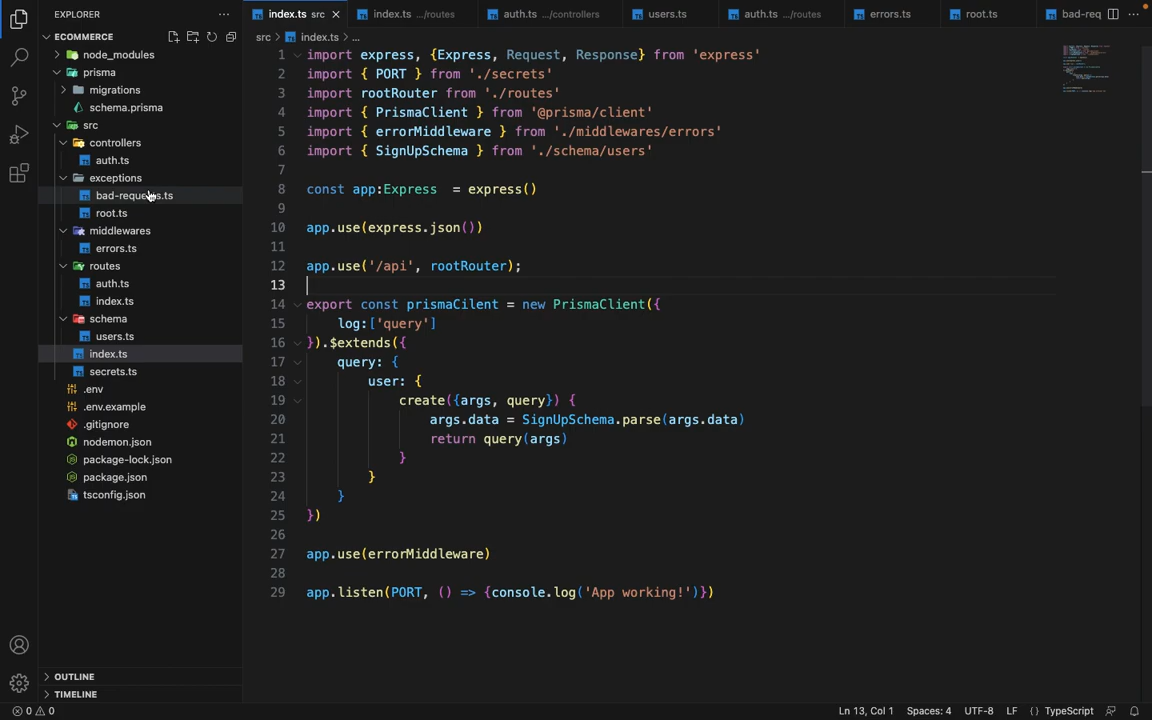 EXPLORER
ECOMMERCE
node_modules
prisma
migrations
schema.prisma
src
controllers
auth.ts
exceptions
bad-requests.ts
root.ts
middlewares
errors.ts
routes
auth.ts
index.ts
schema
users.ts
index.ts
secrets.ts
.env
.env.example
.gitignore
nodemon.json
package-lock.json
package.json
tsconfig.json
OUTLINE
TIMELINE
index.ts src
index.ts .../routes
auth.ts .../controllers
users.ts
auth.ts .../routes
errors.ts
root.ts
bad-req
src > index.ts > ...
1 import express, {Express, Request, Response} from 'express'
2 import { PORT } from './secrets'
3 import rootRouter from './routes'
4 import { PrismaClient } from '@prisma/client'
5 import { errorMiddleware } from './middlewares/errors'
6 import { SignUpSchema } from './schema/users'
7
8 const app:Express  = express()
9
10 app.use(express.json())
11
12 app.use('/api', rootRouter);
13
14 export const prismaCilent = new PrismaClient({
15     log:['query']
16 }).$extends({
17     query: {
18         user: {
19             create({args, query}) {
20                 args.data = SignUpSchema.parse(args.data)
21                 return query(args)
22             }
23         }
24     }
25 })
26
27 app.use(errorMiddleware)
28
29 app.listen(PORT, () => {console.log('App working!')})
0 0
Ln 13, Col 1
Spaces: 4
UTF-8
LF
{} TypeScript